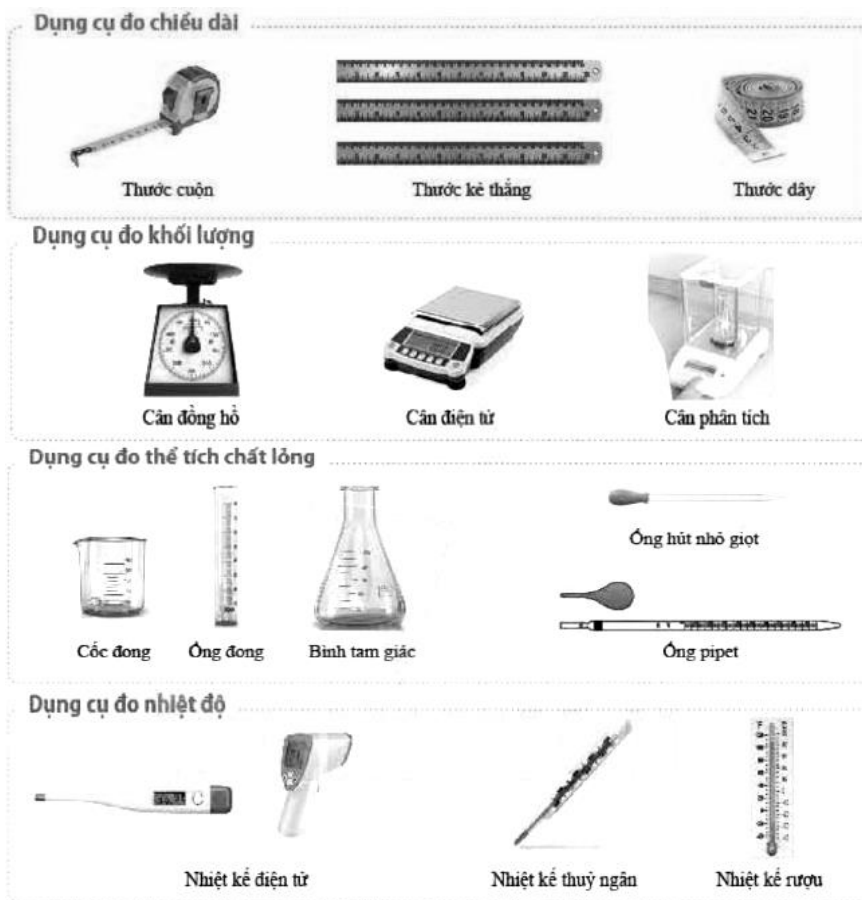 Dụng cụ đo chiều dài
Thước cuộn
Thước kẻ thẳng
Thước dây
Dụng cụ đo khối lượng
Cân đồng hồ
Cân điện tử
Cân phân tích
Dụng cụ đo thể tích chất lỏng
Ống hút nhỏ giọt
Cốc đong
Ống đong
Bình tam giác
Ống pipet
Dụng cụ đo nhiệt độ
Nhiệt kế điện tử
Nhiệt kế thuỷ ngân
Nhiệt kế rượu